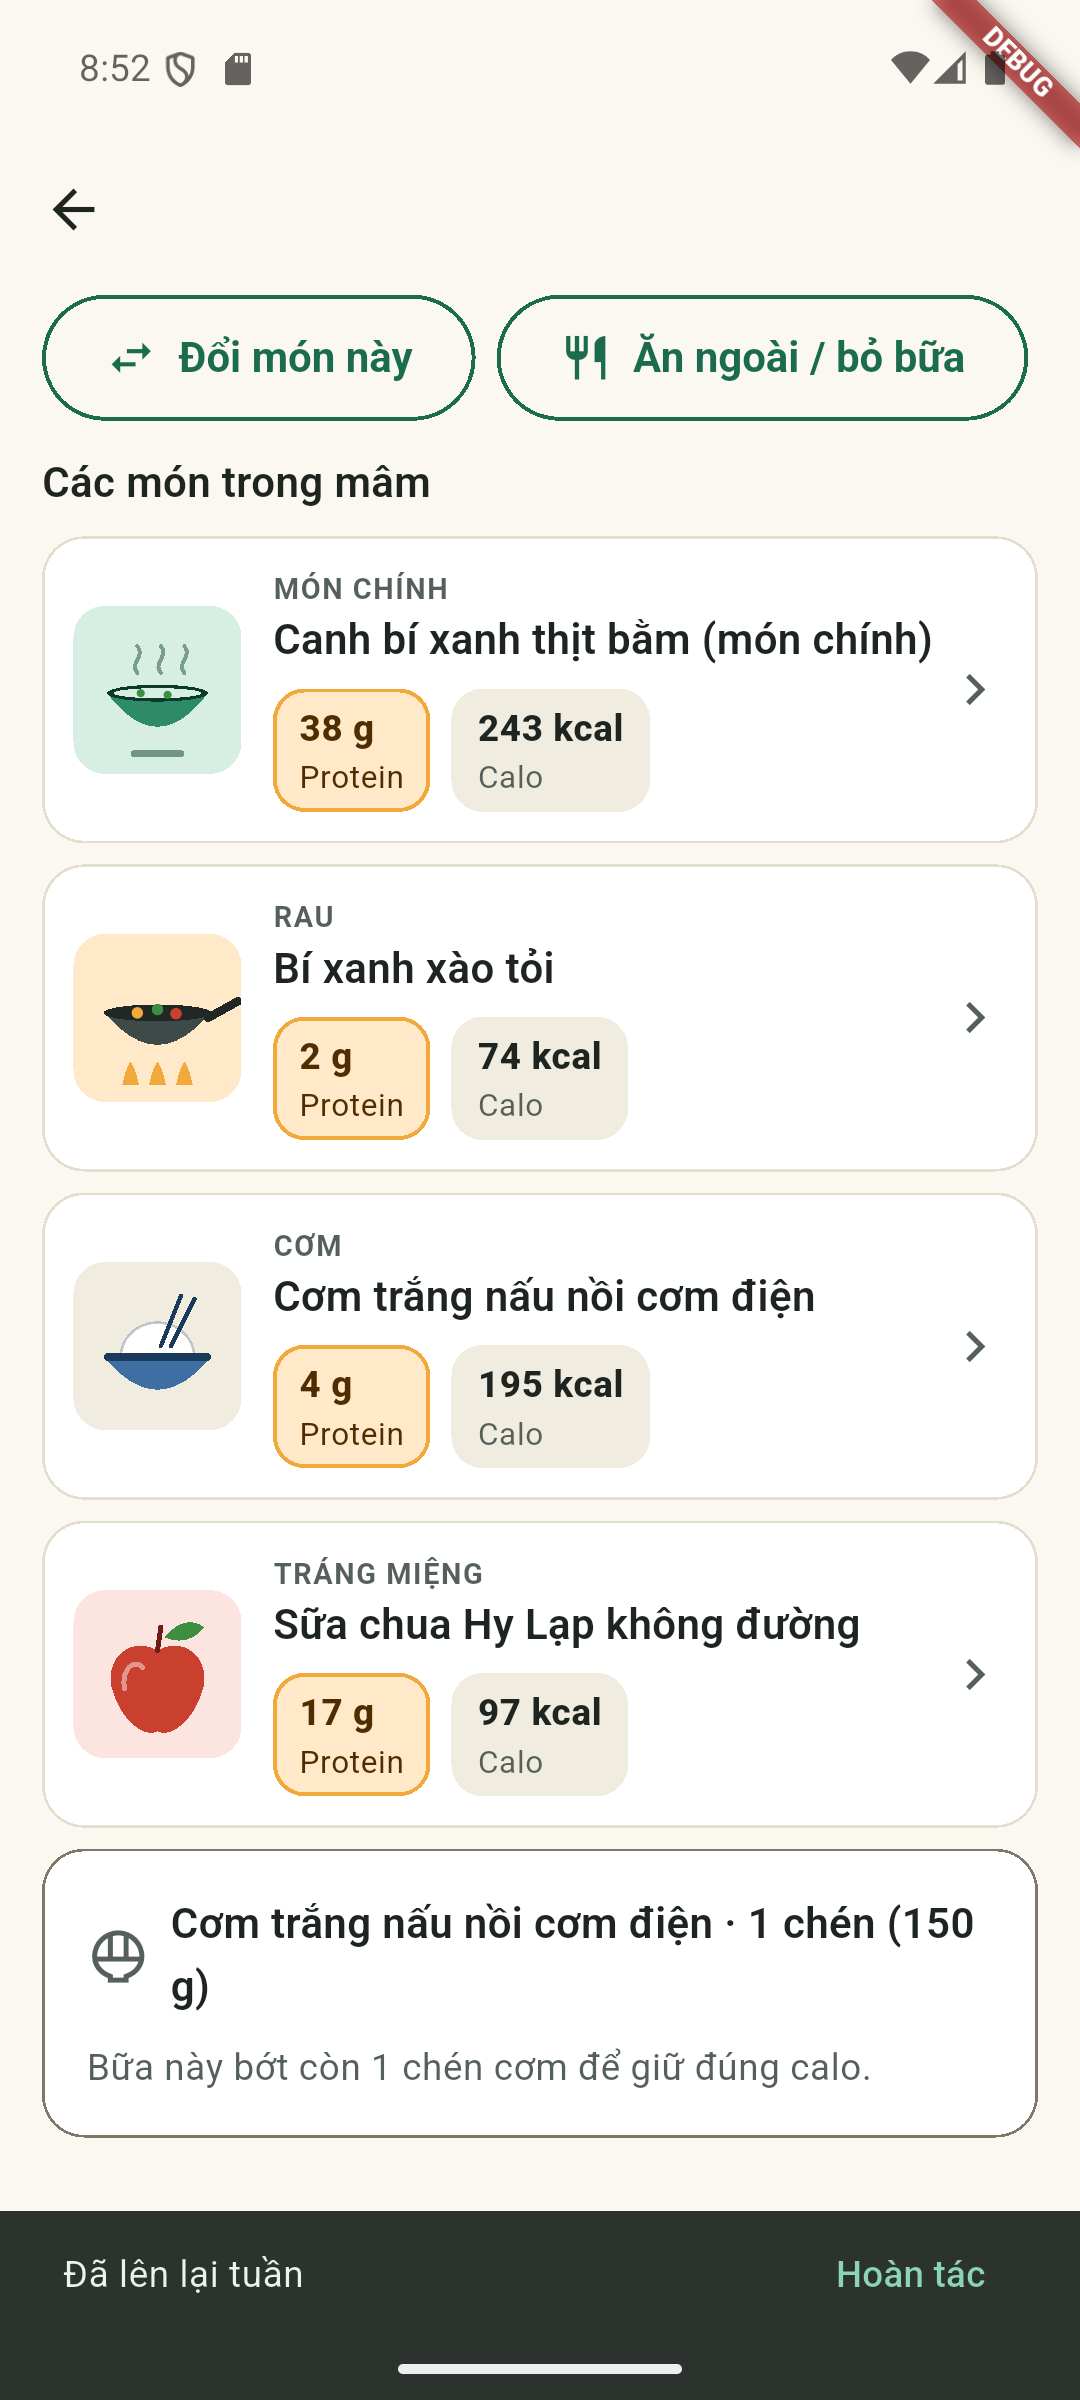 8:52
DEBUG
Đổi món này
Ăn ngoài / bỏ bữa
Các món trong mâm
MÓN CHÍNH
Canh bí xanh thịt bằm (món chính)
38 g
Protein
243 kcal
Calo
RAU
Bí xanh xào tỏi
2 g
Protein
74 kcal
Calo
CƠM
Cơm trắng nấu nồi cơm điện
4 g
Protein
195 kcal
Calo
TRÁNG MIỆNG
Sữa chua Hy Lạp không đường
17 g
Protein
97 kcal
Calo
Cơm trắng nấu nồi cơm điện · 1 chén (150
g)
Bữa này bớt còn 1 chén cơm để giữ đúng calo.
Đã lên lại tuần
Hoàn tác